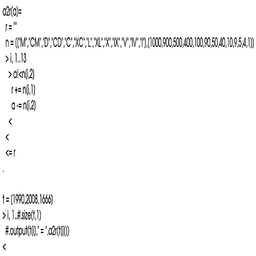 a2r(a)=
r = ""
n = (("M","CM","D","CD","C","XC","L","XL","X","IX","V","IV","I"),(1000,900,500,400,100,90,50,40,10,9,5,4,1))
> i, 1..13
> a!<n(i,2)
r += n(i,1)
a -= n(i,2)
<
<
<= r
.
t = (1990,2008,1666)
> i, 1..#.size(t,1)
#.output(t(i)," = ",a2r(t(i)))
<